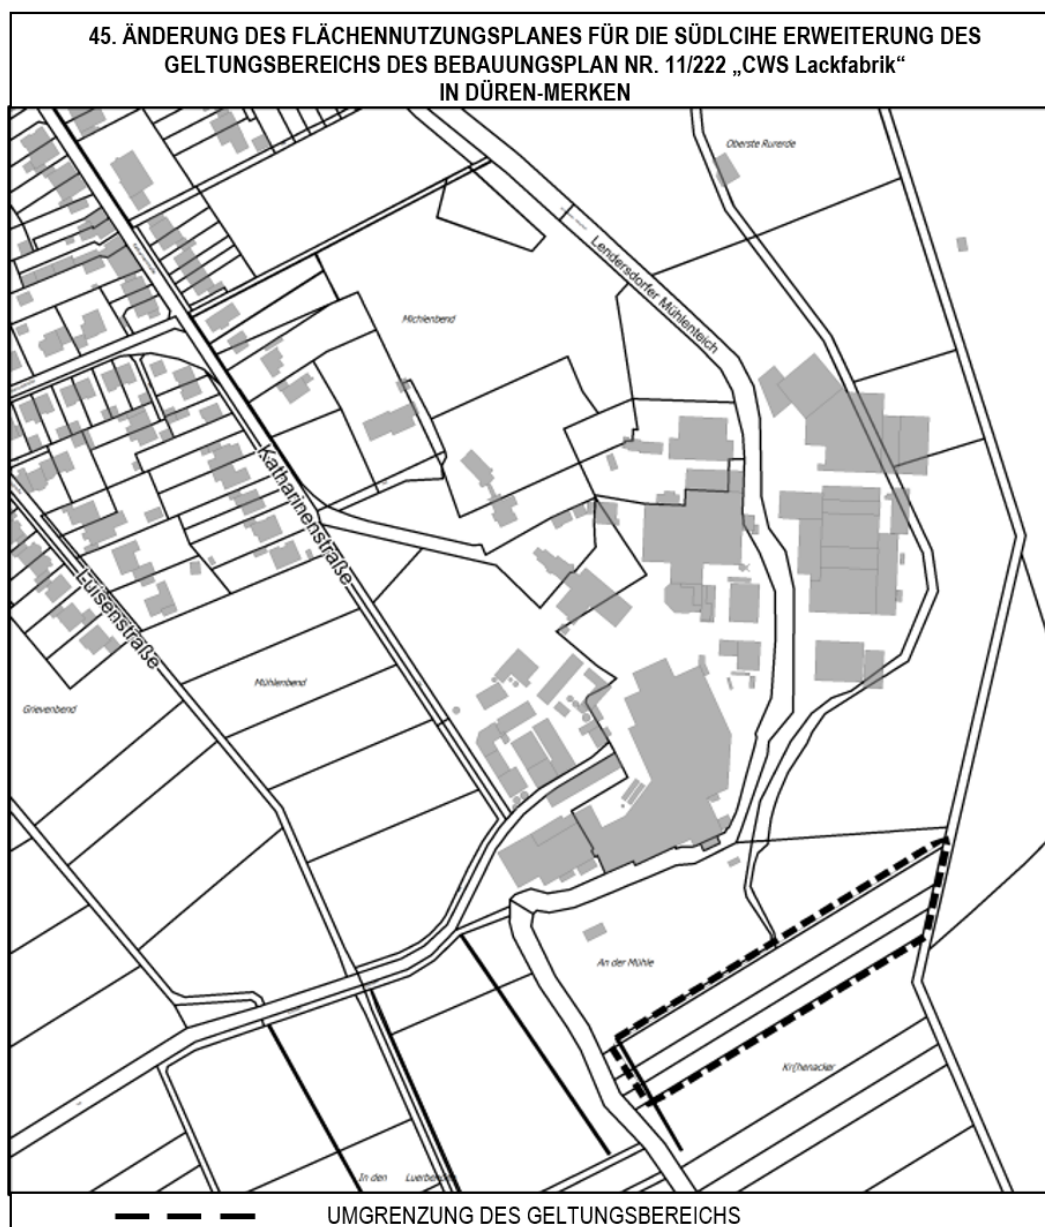 45. ÄNDERUNG DES FLÄCHENNUTZUNGSPLANES FÜR DIE SÜDLCIHE ERWEITERUNG DES
GELTUNGSBEREICHS DES BEBAUUNGSPLAN NR. 11/222 „CWS Lackfabrik“
IN DÜREN-MERKEN
Oberste Rurerde
Lendersdorfer Mühlenteich
Michlenbend
Katharinenstraße
Luisenstraße
Mühlenbend
Grievenbend
An der Mühle
In den
UMGRENZUNG DES GELTUNGSBEREICHS